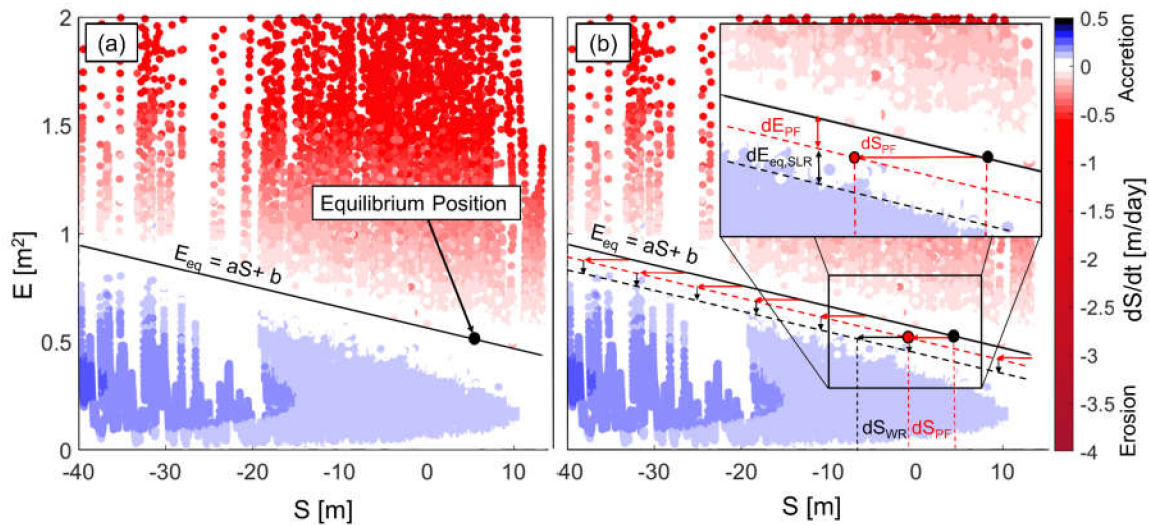 (a)
2
1.5
1
0.5
0
E [m²]
Equilibrium Position
E_eq = aS+ b
-40
-30
-20
-10
0
10
S [m]
(b)
dE_PF
dS_PF
dE_eq,SLR
E_eq = aS+ b
dS_WR
dS_PF
-40
-30
-20
-10
0
10
S [m]
0.5
0
-0.5
-1
-1.5
-2
-2.5
-3
-3.5
-4
Accretion
dS/dt [m/day]
Erosion